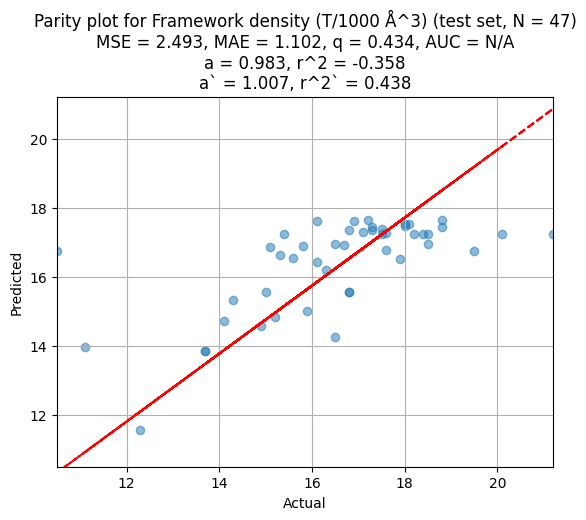 Parity plot for Framework density (T/1000 Å^3) (test set, N = 47)
MSE = 2.493, MAE = 1.102, q = 0.434, AUC = N/A
a = 0.983, r^2 = -0.358
a` = 1.007, r^2` = 0.438
20
18
16
14
12
Predicted
12 14 16 18 20
Actual